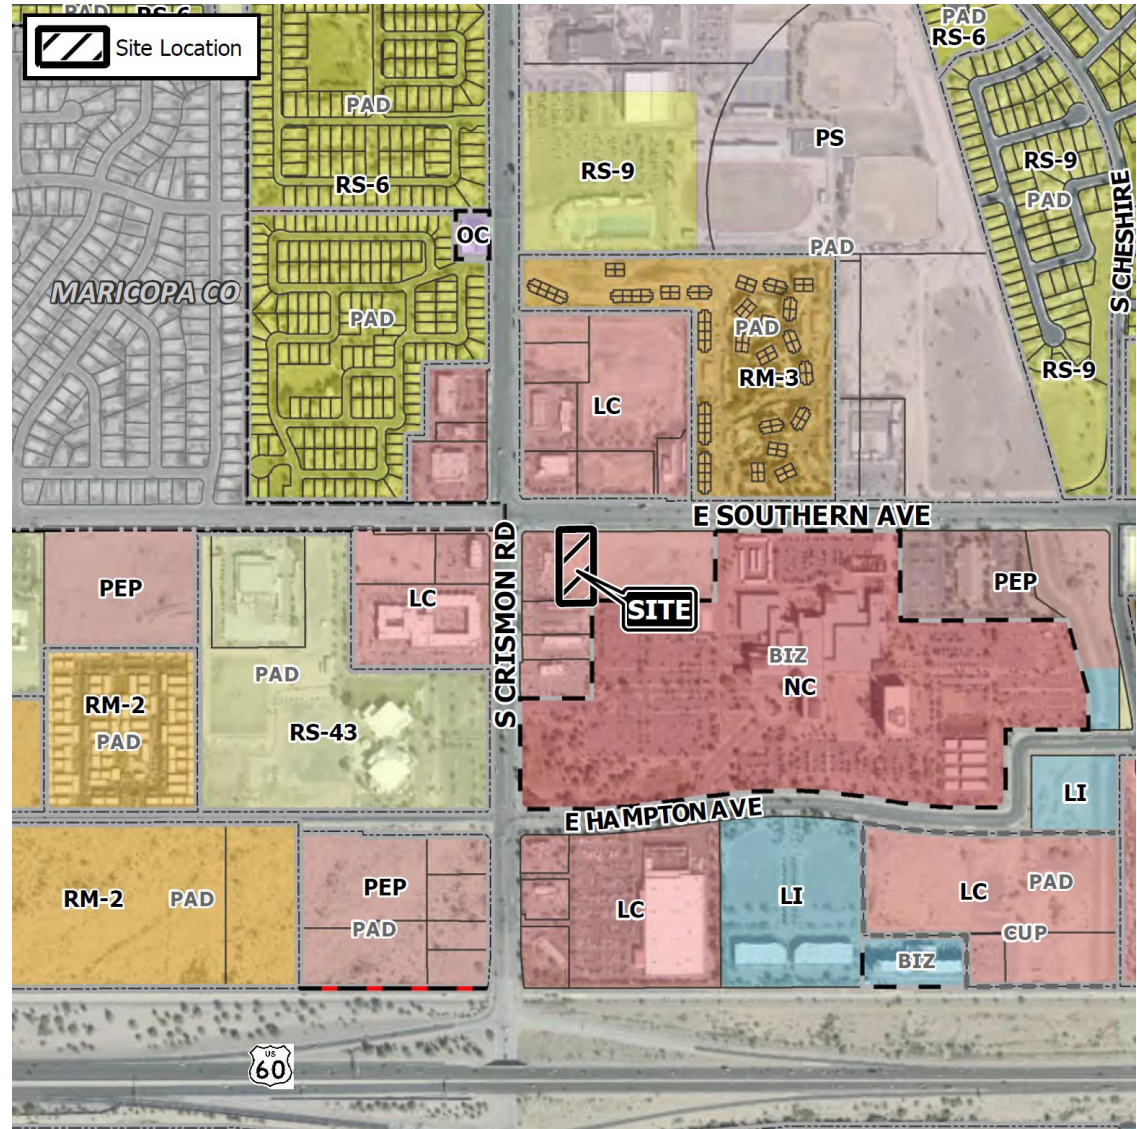 PAD
RS-6
Site Location
PAD
RS-6
PAD
RS-6
RS-9
PS
RS-9
PAD
S CHESHIRE
OC
PAD
MARICOPA CO
PAD
PAD
RM-3
RS-9
LC
E SOUTHERN AVE
S CRISMON RD
PEP
LC
SITE
PEP
PAD
BIZ
NC
RM-2
PAD
RS-43
LI
E HAMPTON AVE
RM-2
PAD
PEP
PAD
LC
LI
LC
PAD
CUP
BIZ
US
60